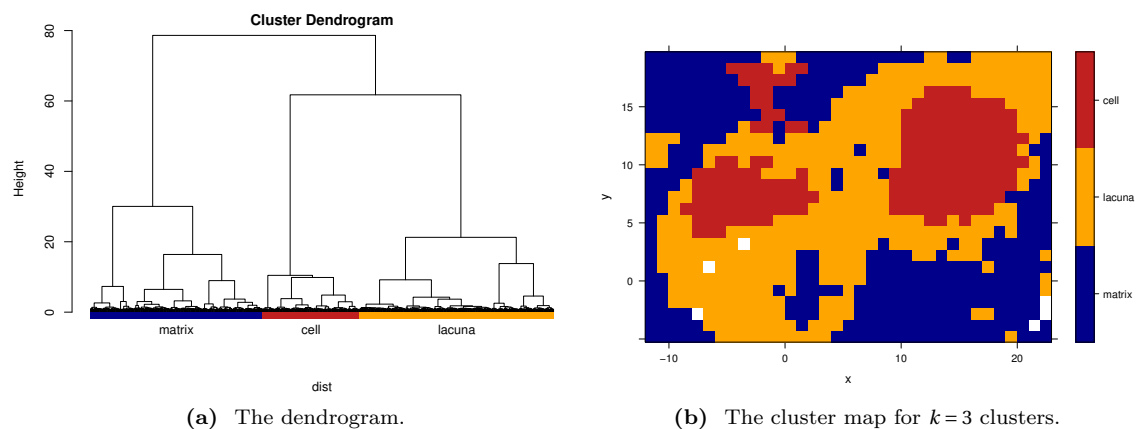 Cluster Dendrogram
Height
80
60
40
20
0
matrix cell lacuna
dist
(a) The dendrogram.
y
15
10
5
0
−10 0 10 20
x
cell
lacuna
matrix
(b) The cluster map for k = 3 clusters.